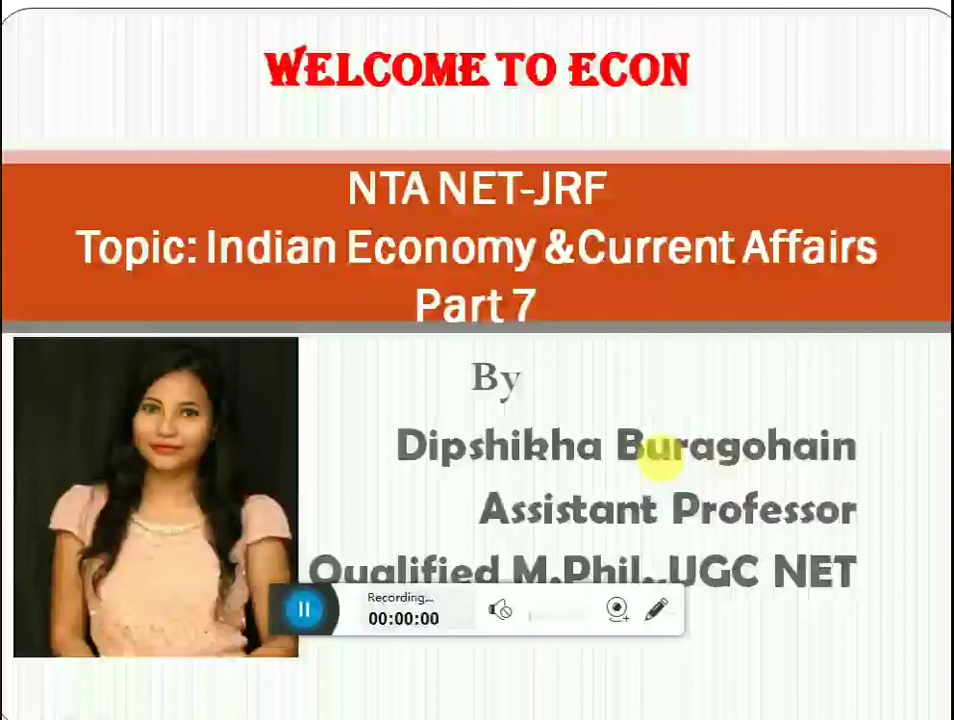 WELCOME TO ECON
NTA NET-JRF
Topic: Indian Economy &Current Affairs
Part 7
By
Dipshikha Buragohain
Assistant Professor
Qualified M.Phil.,UGC NET
Recording...
00:00:00